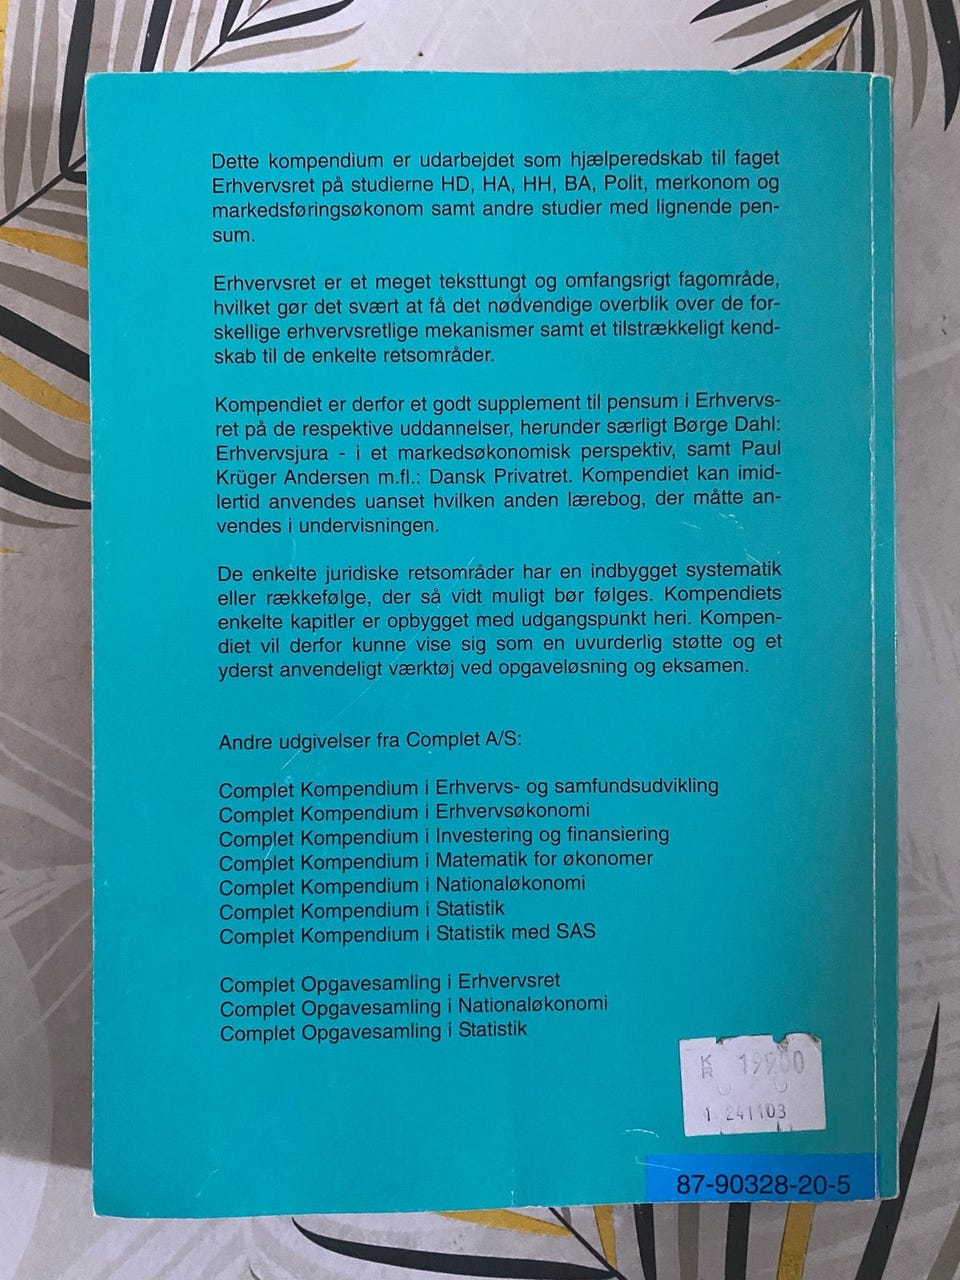 Dette kompendium er udarbejdet som hjælperedskab til faget
Erhvervsret på studierne HD, HA, HH, BA, Polit, merkonom og
markedsføringsøkonom samt andre studier med lignende pen-
sum.
Erhvervsret er et meget teksttungt og omfangsrigt fagområde,
hvilket gør det svært at få det nødvendige overblik over de for-
skellige erhvervsretlige mekanismer samt et tilstrækkeligt kend-
skab til de enkelte retsområder.
Kompendiet er derfor et godt supplement til pensum i Erhvervs-
ret på de respektive uddannelser, herunder særligt Børge Dahl:
Erhvervsjura - i et markedsøkonomisk perspektiv, samt Paul
Krüger Andersen m.fl.: Dansk Privatret. Kompendiet kan imid-
lertid anvendes uanset hvilken anden lærebog, der måtte an-
vendes i undervisningen.
De enkelte juridiske retsområder har en indbygget systematik
eller rækkefølge, der så vidt muligt bør følges. Kompendiets
enkelte kapitler er opbygget med udgangspunkt heri. Kompen-
diet vil derfor kunne vise sig som en uvurderlig støtte og et
yderst anvendeligt værktøj ved opgaveløsning og eksamen.
Andre udgivelser fra Complet A/S:
Complet Kompendium i Erhvervs- og samfundsudvikling
Complet Kompendium i Erhvervsøkonomi
Complet Kompendium i Investering og finansiering
Complet Kompendium i Matematik for økonomer
Complet Kompendium i Nationaløkonomi
Complet Kompendium i Statistik
Complet Kompendium i Statistik med SAS
Complet Opgavesamling i Erhvervsret
Complet Opgavesamling i Nationaløkonomi
Complet Opgavesamling i Statistik
KR 199.00
1 241103
87-90328-20-5